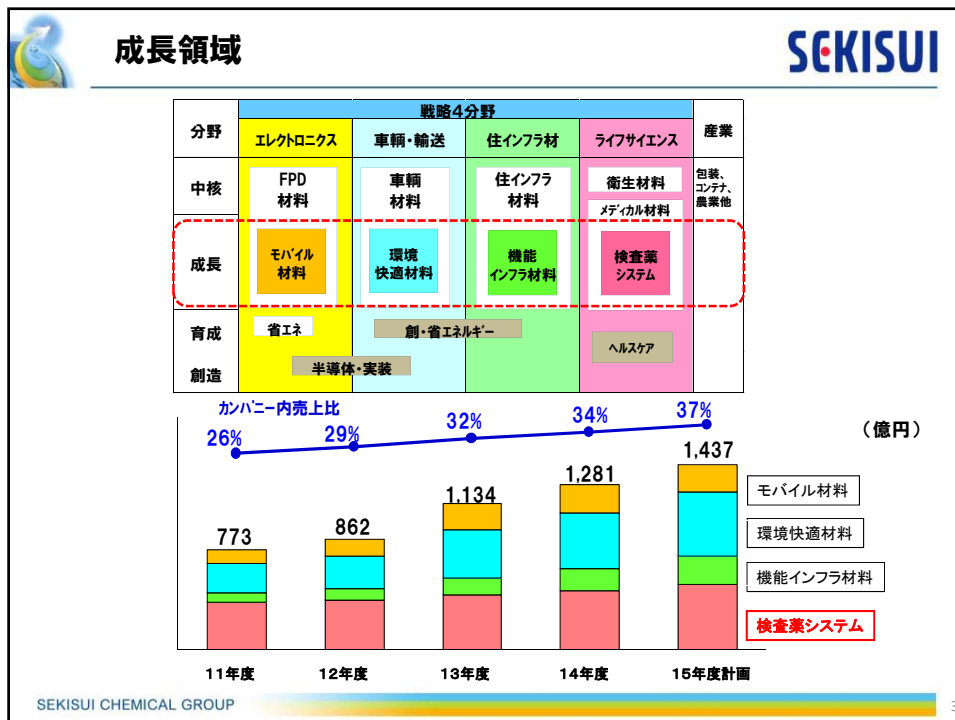 成長領域
SEKISUI
分野
戦略4分野
産業
エレクトロニクス
車輌・輸送
住インフラ材
ライフサイエンス
中核
FPD
材料
車輌
材料
住インフラ
材料
衛生材料
メディカル材料
包装、
コンテナ、
農業他
成長
モバイル
材料
環境
快適材料
機能
インフラ材料
検査薬
システム
育成
創造
省エネ
創・省エネルギー
半導体・実装
ヘルスケア
カンパニー内売上比
26%
29%
32%
34%
37%
(億円)
773
862
1,134
1,281
1,437
モバイル材料
環境快適材料
機能インフラ材料
検査薬システム
11年度
12年度
13年度
14年度
15年度計画
SEKISUI CHEMICAL GROUP
3